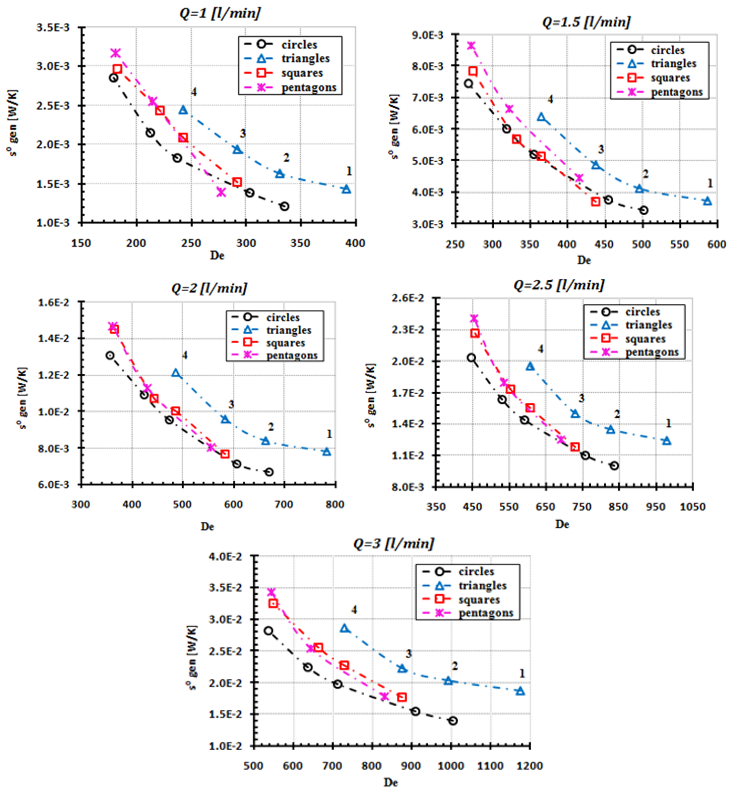 Q=1 [l/min]
3.5E-3
3.0E-3
2.5E-3
2.0E-3
1.5E-3
1.0E-3
s° gen [W/K]
circles
triangles
squares
pentagons
4
3
2
1
150
200
250
300
350
400
De
Q=1.5 [l/min]
9.0E-3
8.0E-3
7.0E-3
6.0E-3
5.0E-3
4.0E-3
3.0E-3
s° gen [W/K]
circles
triangles
squares
pentagons
4
3
2
1
250
300
350
400
450
500
550
600
De
Q=2 [l/min]
1.6E-2
1.4E-2
1.2E-2
1.0E-2
8.0E-3
6.0E-3
s° gen [W/K]
circles
triangles
squares
pentagons
4
3
2
1
300
400
500
600
700
800
De
Q=2.5 [l/min]
2.6E-2
2.3E-2
2.0E-2
1.7E-2
1.4E-2
1.1E-2
8.0E-3
s° gen [W/K]
circles
triangles
squares
pentagons
4
3
2
1
350
450
550
650
750
850
950
1050
De
Q=3 [l/min]
4.0E-2
3.5E-2
3.0E-2
2.5E-2
2.0E-2
1.5E-2
1.0E-2
s° gen [W/K]
circles
triangles
squares
pentagons
4
3
2
1
500
600
700
800
900
1000
1100
1200
De